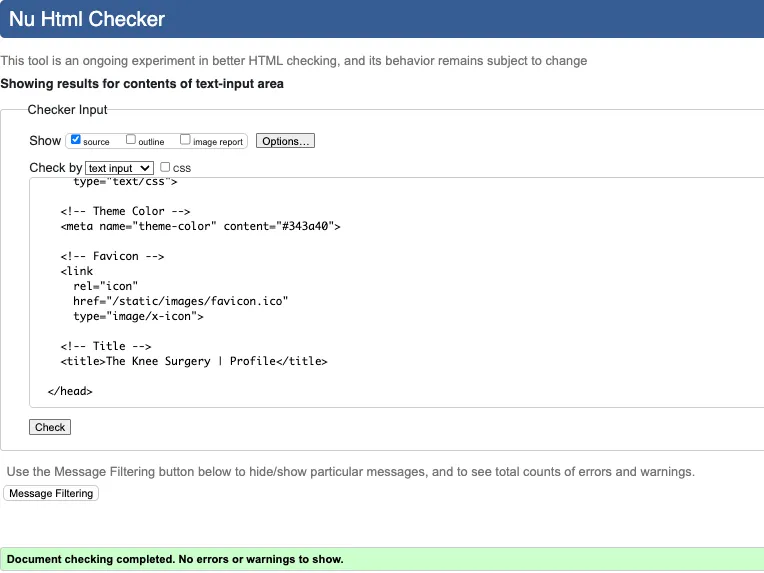 Nu Html Checker
This tool is an ongoing experiment in better HTML checking, and its behavior remains subject to change
Showing results for contents of text-input area
Checker Input
Show source outline image report Options...
Check by text input css
type="text/css">
<!-- Theme Color -->
<meta name="theme-color" content="#343a40">
<!-- Favicon -->
<link
rel="icon"
href="/static/images/favicon.ico"
type="image/x-icon">
<!-- Title -->
<title>The Knee Surgery | Profile</title>
</head>
Check
Use the Message Filtering button below to hide/show particular messages, and to see total counts of errors and warnings.
Message Filtering
Document checking completed. No errors or warnings to show.